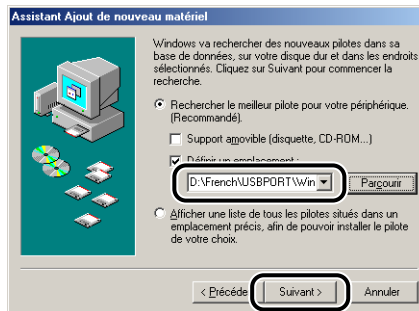 Assistant Ajout de nouveau matériel
Windows va rechercher des nouveaux pilotes dans sa
base de données, sur votre disque dur et dans les endroits
sélectionnés. Cliquez sur Suivant pour commencer la
recherche.
Rechercher le meilleur pilote pour votre périphérique.
(Recommandé).
Support amovible (disquette, CD-ROM...)
Définir un emplacement :
D:\French\USBPORT\Win
Parcourir
Afficher une liste de tous les pilotes situés dans un
emplacement précis, afin de pouvoir installer le pilote
de votre choix.
< Précéde
Suivant >
Annuler